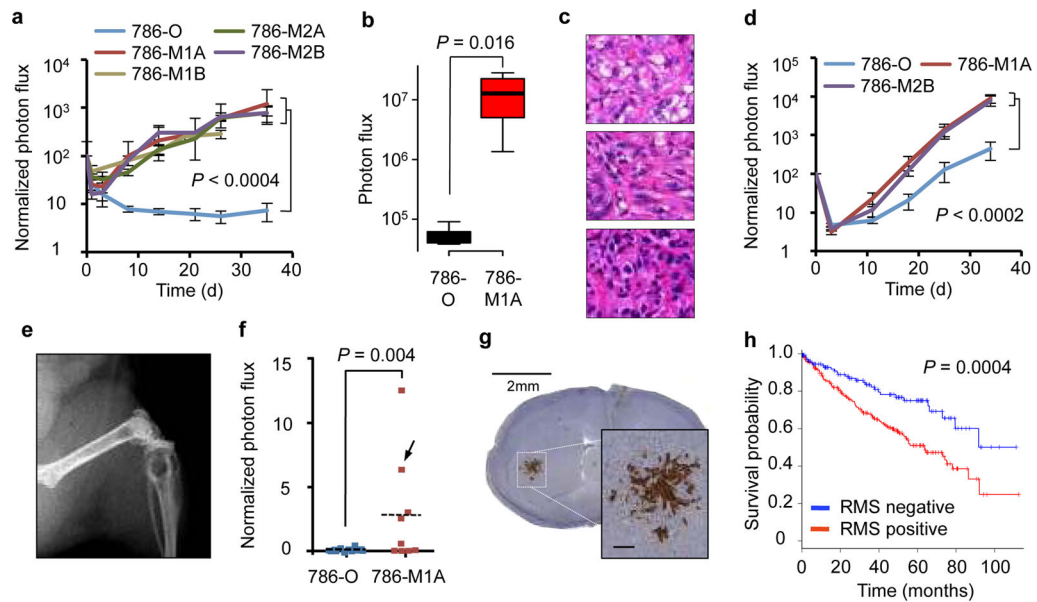 a
786-O
786-M2A
786-M1A
786-M2B
786-M1B
Normalized photon flux
10⁴
10³
10²
10
1
P < 0.0004
0 10 20 30 40
Time (d)
b
P = 0.016
Photon flux
10⁷
10⁶
10⁵
786-
O
786-
M1A
c
d
786-O
786-M1A
786-M2B
Normalized photon flux
10⁵
10⁴
10³
10²
10
1
P < 0.0002
0 10 20 30 40
Time (d)
e
f
P = 0.004
Normalized photon flux
15
10
5
0
786-O 786-M1A
g
2mm
h
P = 0.0004
Survival probability
1.0
0.8
0.6
0.4
0.2
0
RMS negative
RMS positive
0 20 40 60 80 100
Time (months)